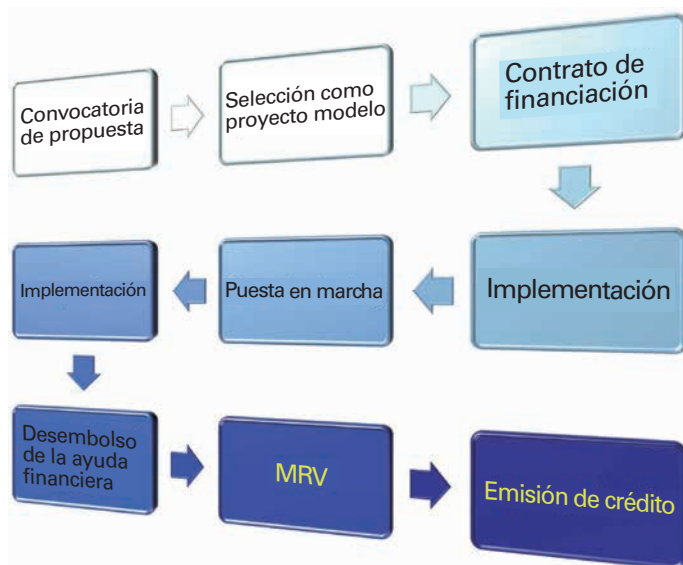 Convocatoria
de propuesta
Selección como
proyecto modelo
Contrato de
financiación
Implementación
Puesta en marcha
Implementación
Desembolso
de la ayuda
financiera
MRV
Emisión de crédito